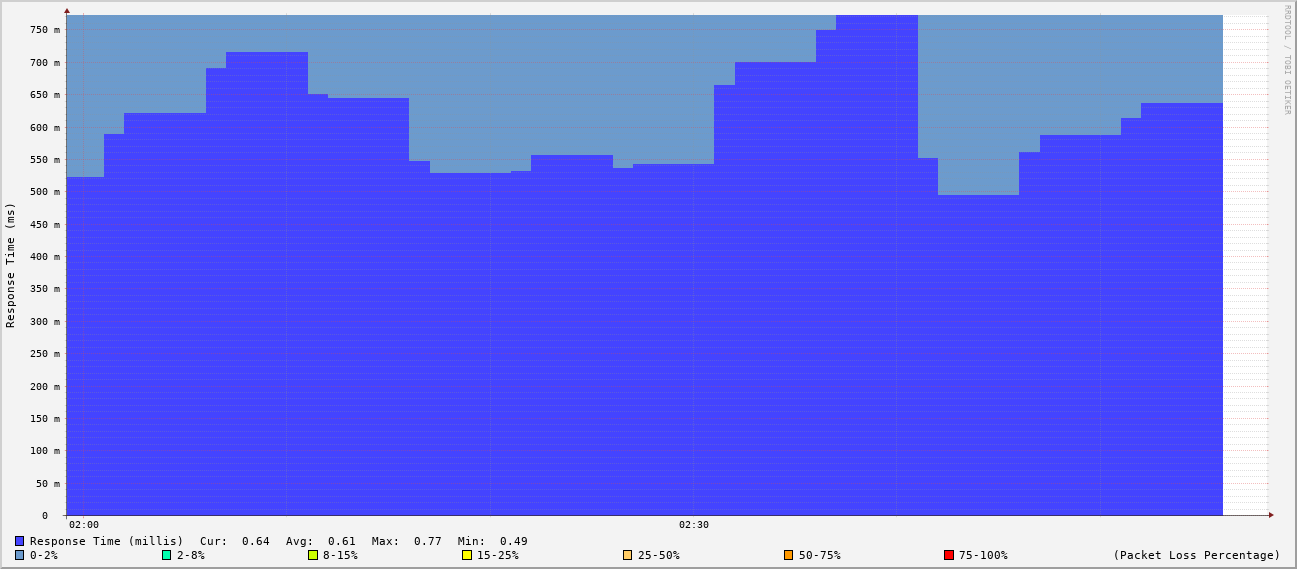 RRDTOOL / TOBI OETIKER
Response Time (ms)
750 m
700 m
650 m
600 m
550 m
500 m
450 m
400 m
350 m
300 m
250 m
200 m
150 m
100 m
50 m
0
02:00 02:30
Response Time (millis) Cur: 0.64 Avg: 0.61 Max: 0.77 Min: 0.49
0-2% 2-8% 8-15% 15-25% 25-50% 50-75% 75-100% (Packet Loss Percentage)